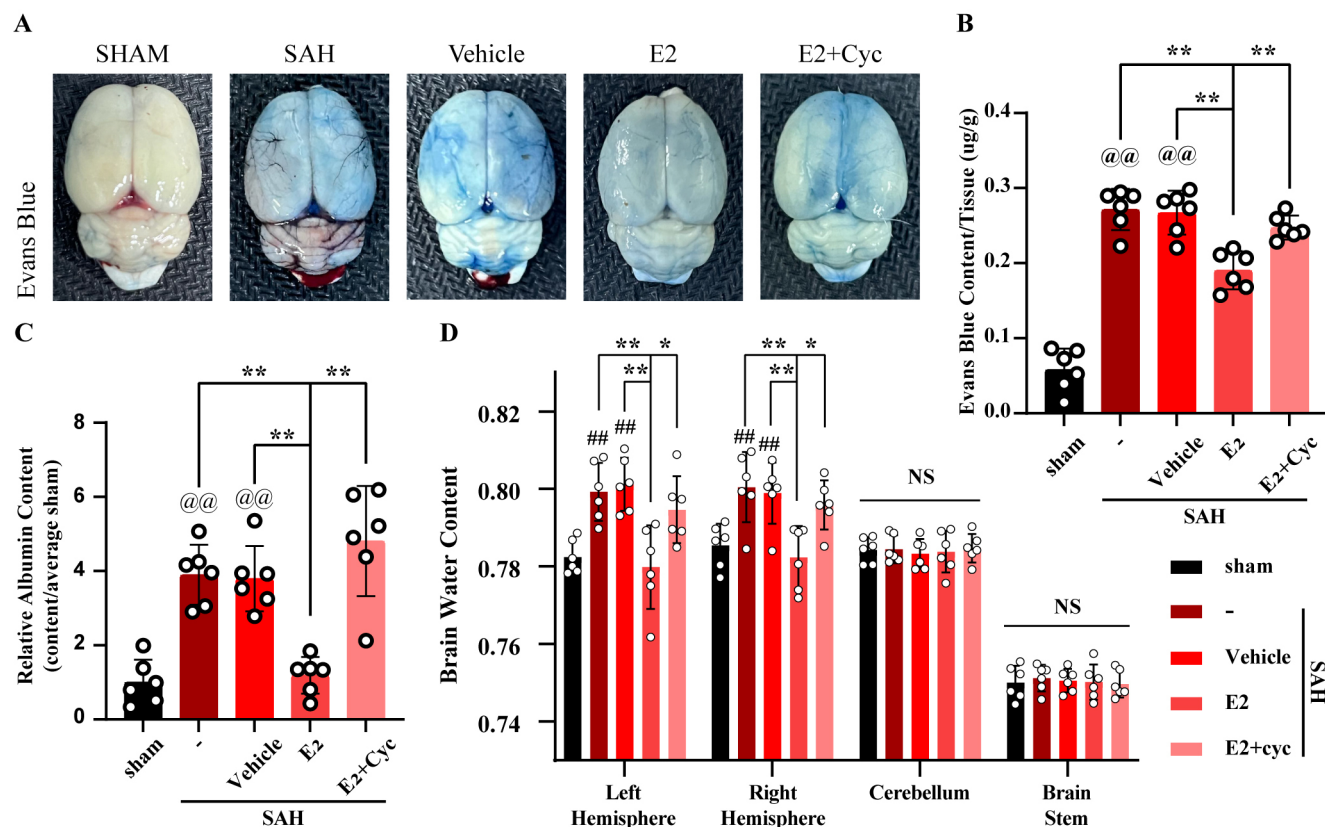 A
SHAM SAH Vehicle E2 E2+Cyc
Evans Blue
B
** **
**
@@ @@
Evans Blue Content/Tissue (ug/g)
0.4
0.3
0.2
0.1
0.0
sham - Vehicle E2 E2+Cyc
SAH
C
** **
**
@@ @@
Relative Albumin Content
(content/average sham)
8
6
4
2
0
sham - Vehicle E2 E2+Cyc
SAH
D
** * ** *
** **
## ## ## ##
NS
NS
Brain Water Content
0.82
0.80
0.78
0.76
0.74
Left
Hemisphere
Right
Hemisphere
Cerebellum
Brain
Stem
sham
-
Vehicle
E2
E2+cyc
SAH